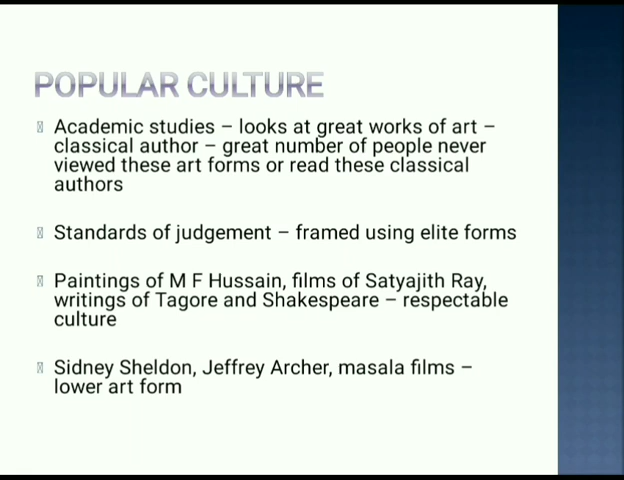 POPULAR CULTURE
Academic studies – looks at great works of art –
classical author – great number of people never
viewed these art forms or read these classical
authors
Standards of judgement – framed using elite forms
Paintings of M F Hussain, films of Satyajith Ray,
writings of Tagore and Shakespeare – respectable
culture
Sidney Sheldon, Jeffrey Archer, masala films –
lower art form